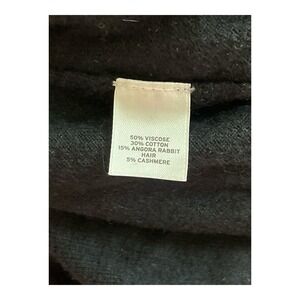 50% VISCOSE
30% COTTON
15% ANGORA RABBIT
HAIR
5% CASHMERE